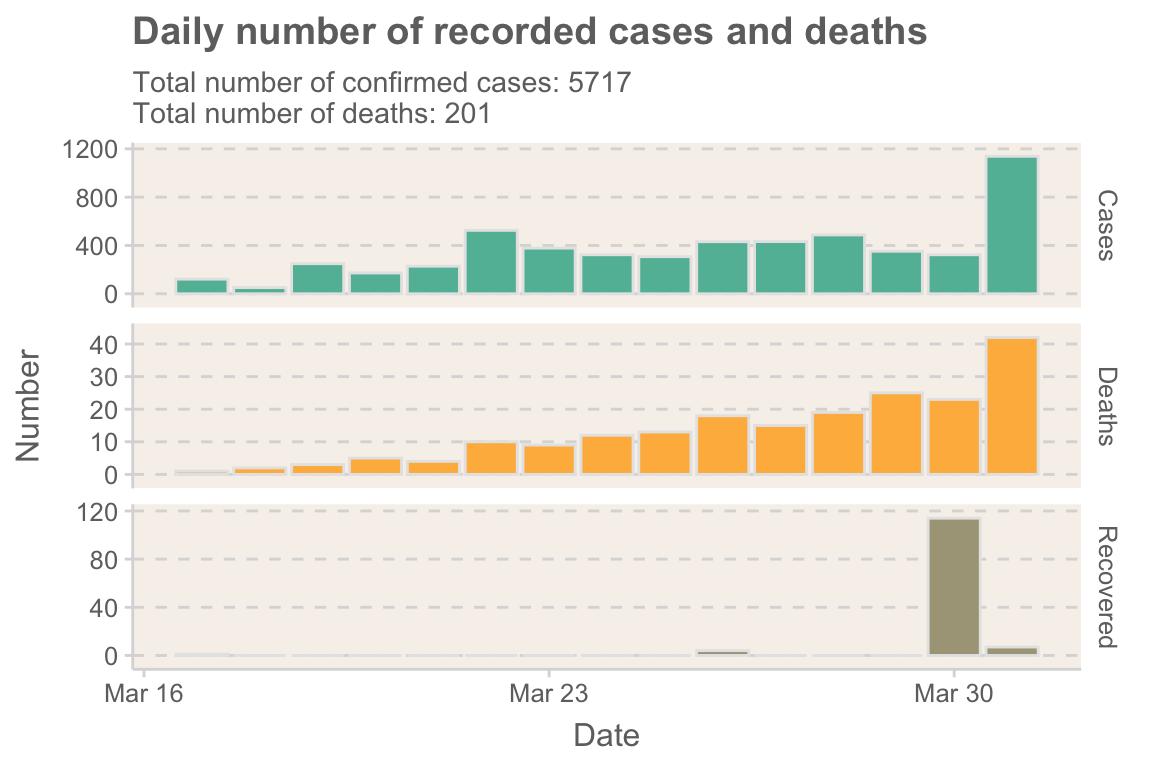 Daily number of recorded cases and deaths
Total number of confirmed cases: 5717
Total number of deaths: 201
1200
800
400
0
Cases
Number
40
30
20
10
0
Deaths
120
80
40
0
Recovered
Mar 16
Mar 23
Mar 30
Date